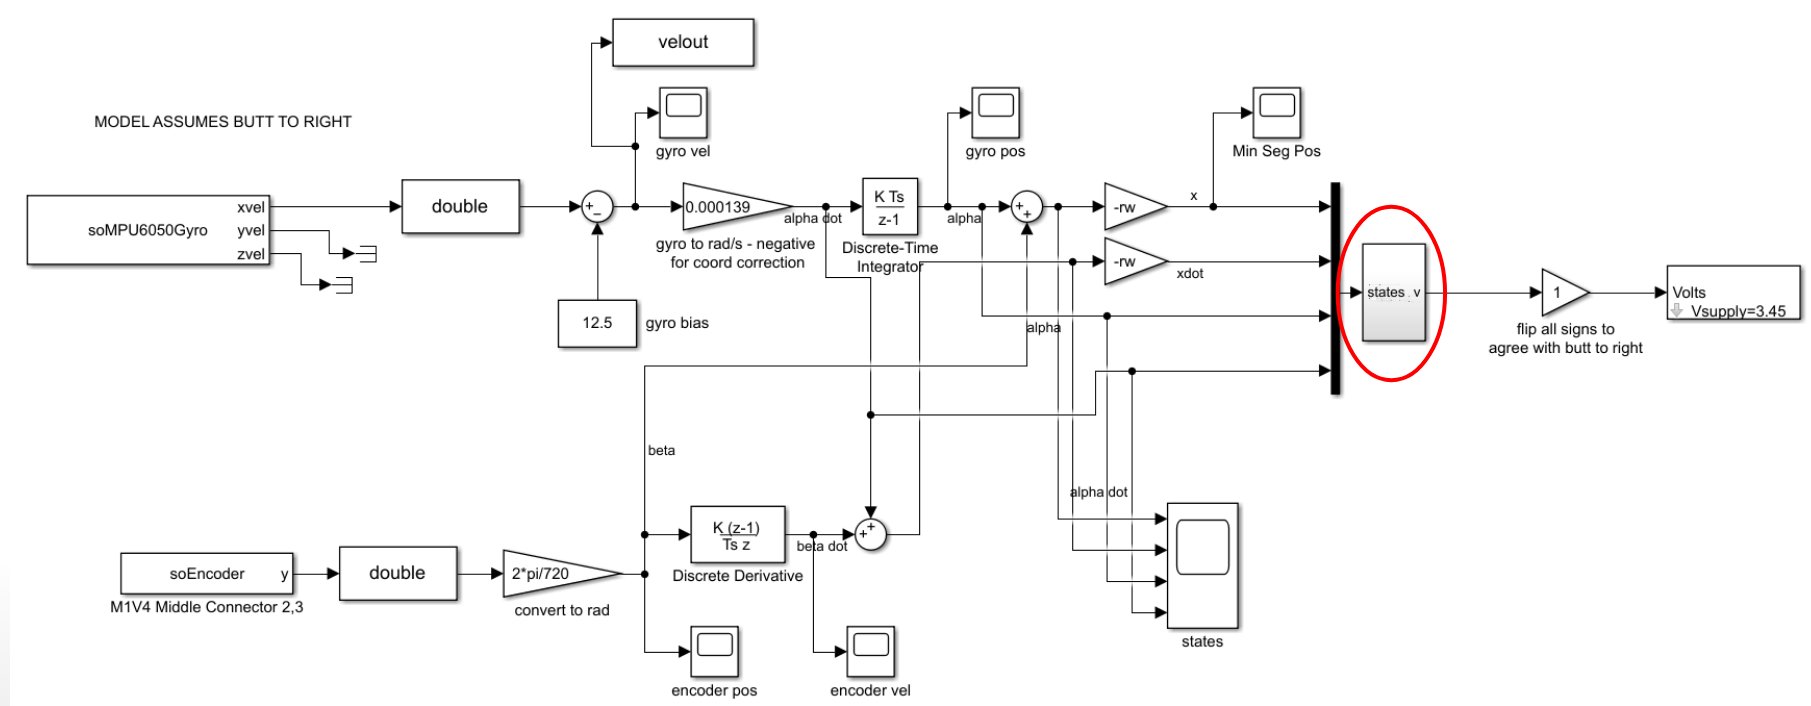 velout
MODEL ASSUMES BUTT TO RIGHT
gyro vel
gyro pos
Min Seg Pos
soMPU6050Gyro
xvel
yvel
zvel
double
+
−
0.000139
alpha dot
gyro to rad/s - negative
for coord correction
K Ts
z-1
Discrete-Time
Integrator
alpha
+
+
-rw
x
-rw
xdot
12.5
gyro bias
alpha
states
v
1
flip all signs to
agree with butt to right
Volts
Vsupply=3.45
beta
alpha dot
K (z-1)
Ts z
Discrete Derivative
beta dot
+
+
soEncoder
y
M1V4 Middle Connector 2,3
double
2*pi/720
convert to rad
encoder pos
encoder vel
states